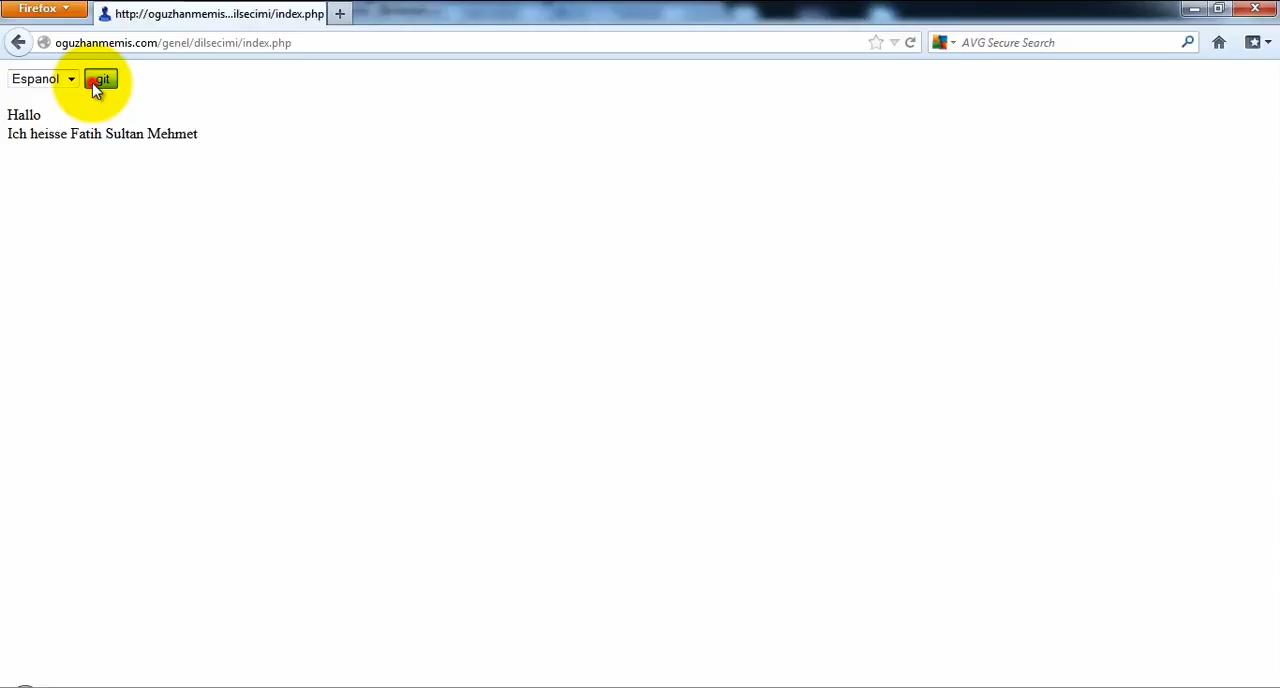 Firefox
http://oguzhanmemis...ilsecimi/index.php
oguzhanmemis.com/genel/dilsecimi/index.php
AVG Secure Search
Espanol
git
Hallo
Ich heisse Fatih Sultan Mehmet